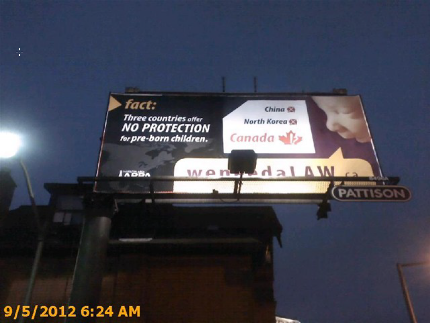 fact:
Three countries offer
NO PROTECTION
for pre-born children.
China
North Korea
Canada
PATTISON
9/5/2012 6:24 AM